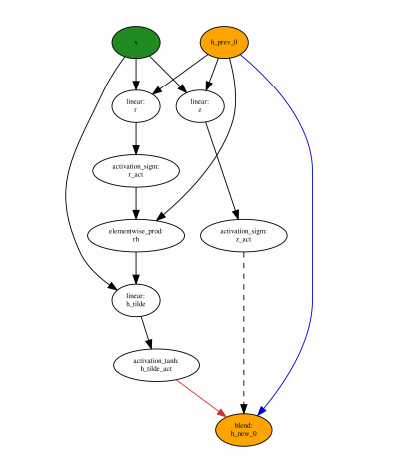 x
h_prev_0
linear:
r
linear:
z
activation_sigm:
r_act
elementwise_prod:
rh
activation_sigm:
z_act
linear:
h_tilde
activation_tanh:
h_tilde_act
blend:
h_new_0